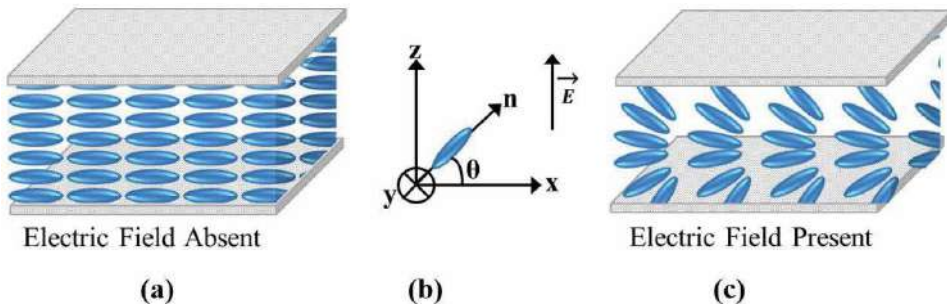 z
n
E
θ
y
x
Electric Field Absent
Electric Field Present
(a)
(b)
(c)